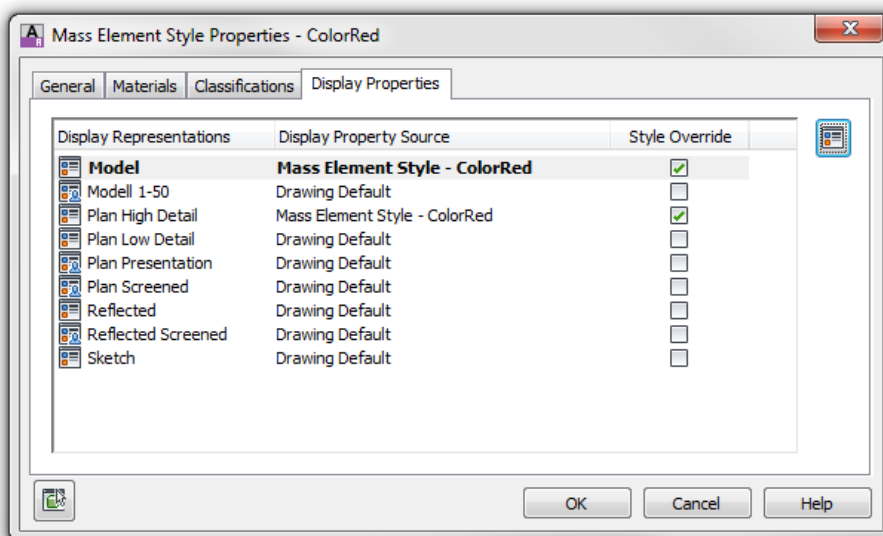 Mass Element Style Properties - ColorRed
General Materials Classifications Display Properties
Display Representations Display Property Source Style Override
Model Mass Element Style - ColorRed
Modell 1-50 Drawing Default
Plan High Detail Mass Element Style - ColorRed
Plan Low Detail Drawing Default
Plan Presentation Drawing Default
Plan Screened Drawing Default
Reflected Drawing Default
Reflected Screened Drawing Default
Sketch Drawing Default
OK Cancel Help